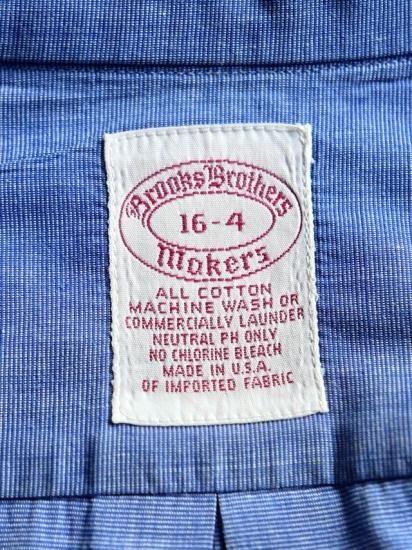 Brooks Brothers
16-4
Makers
ALL COTTON
MACHINE WASH OR
COMMERCIALLY LAUNDER
NEUTRAL PH ONLY
NO CHLORINE BLEACH
MADE IN U.S.A.
OF IMPORTED FABRIC